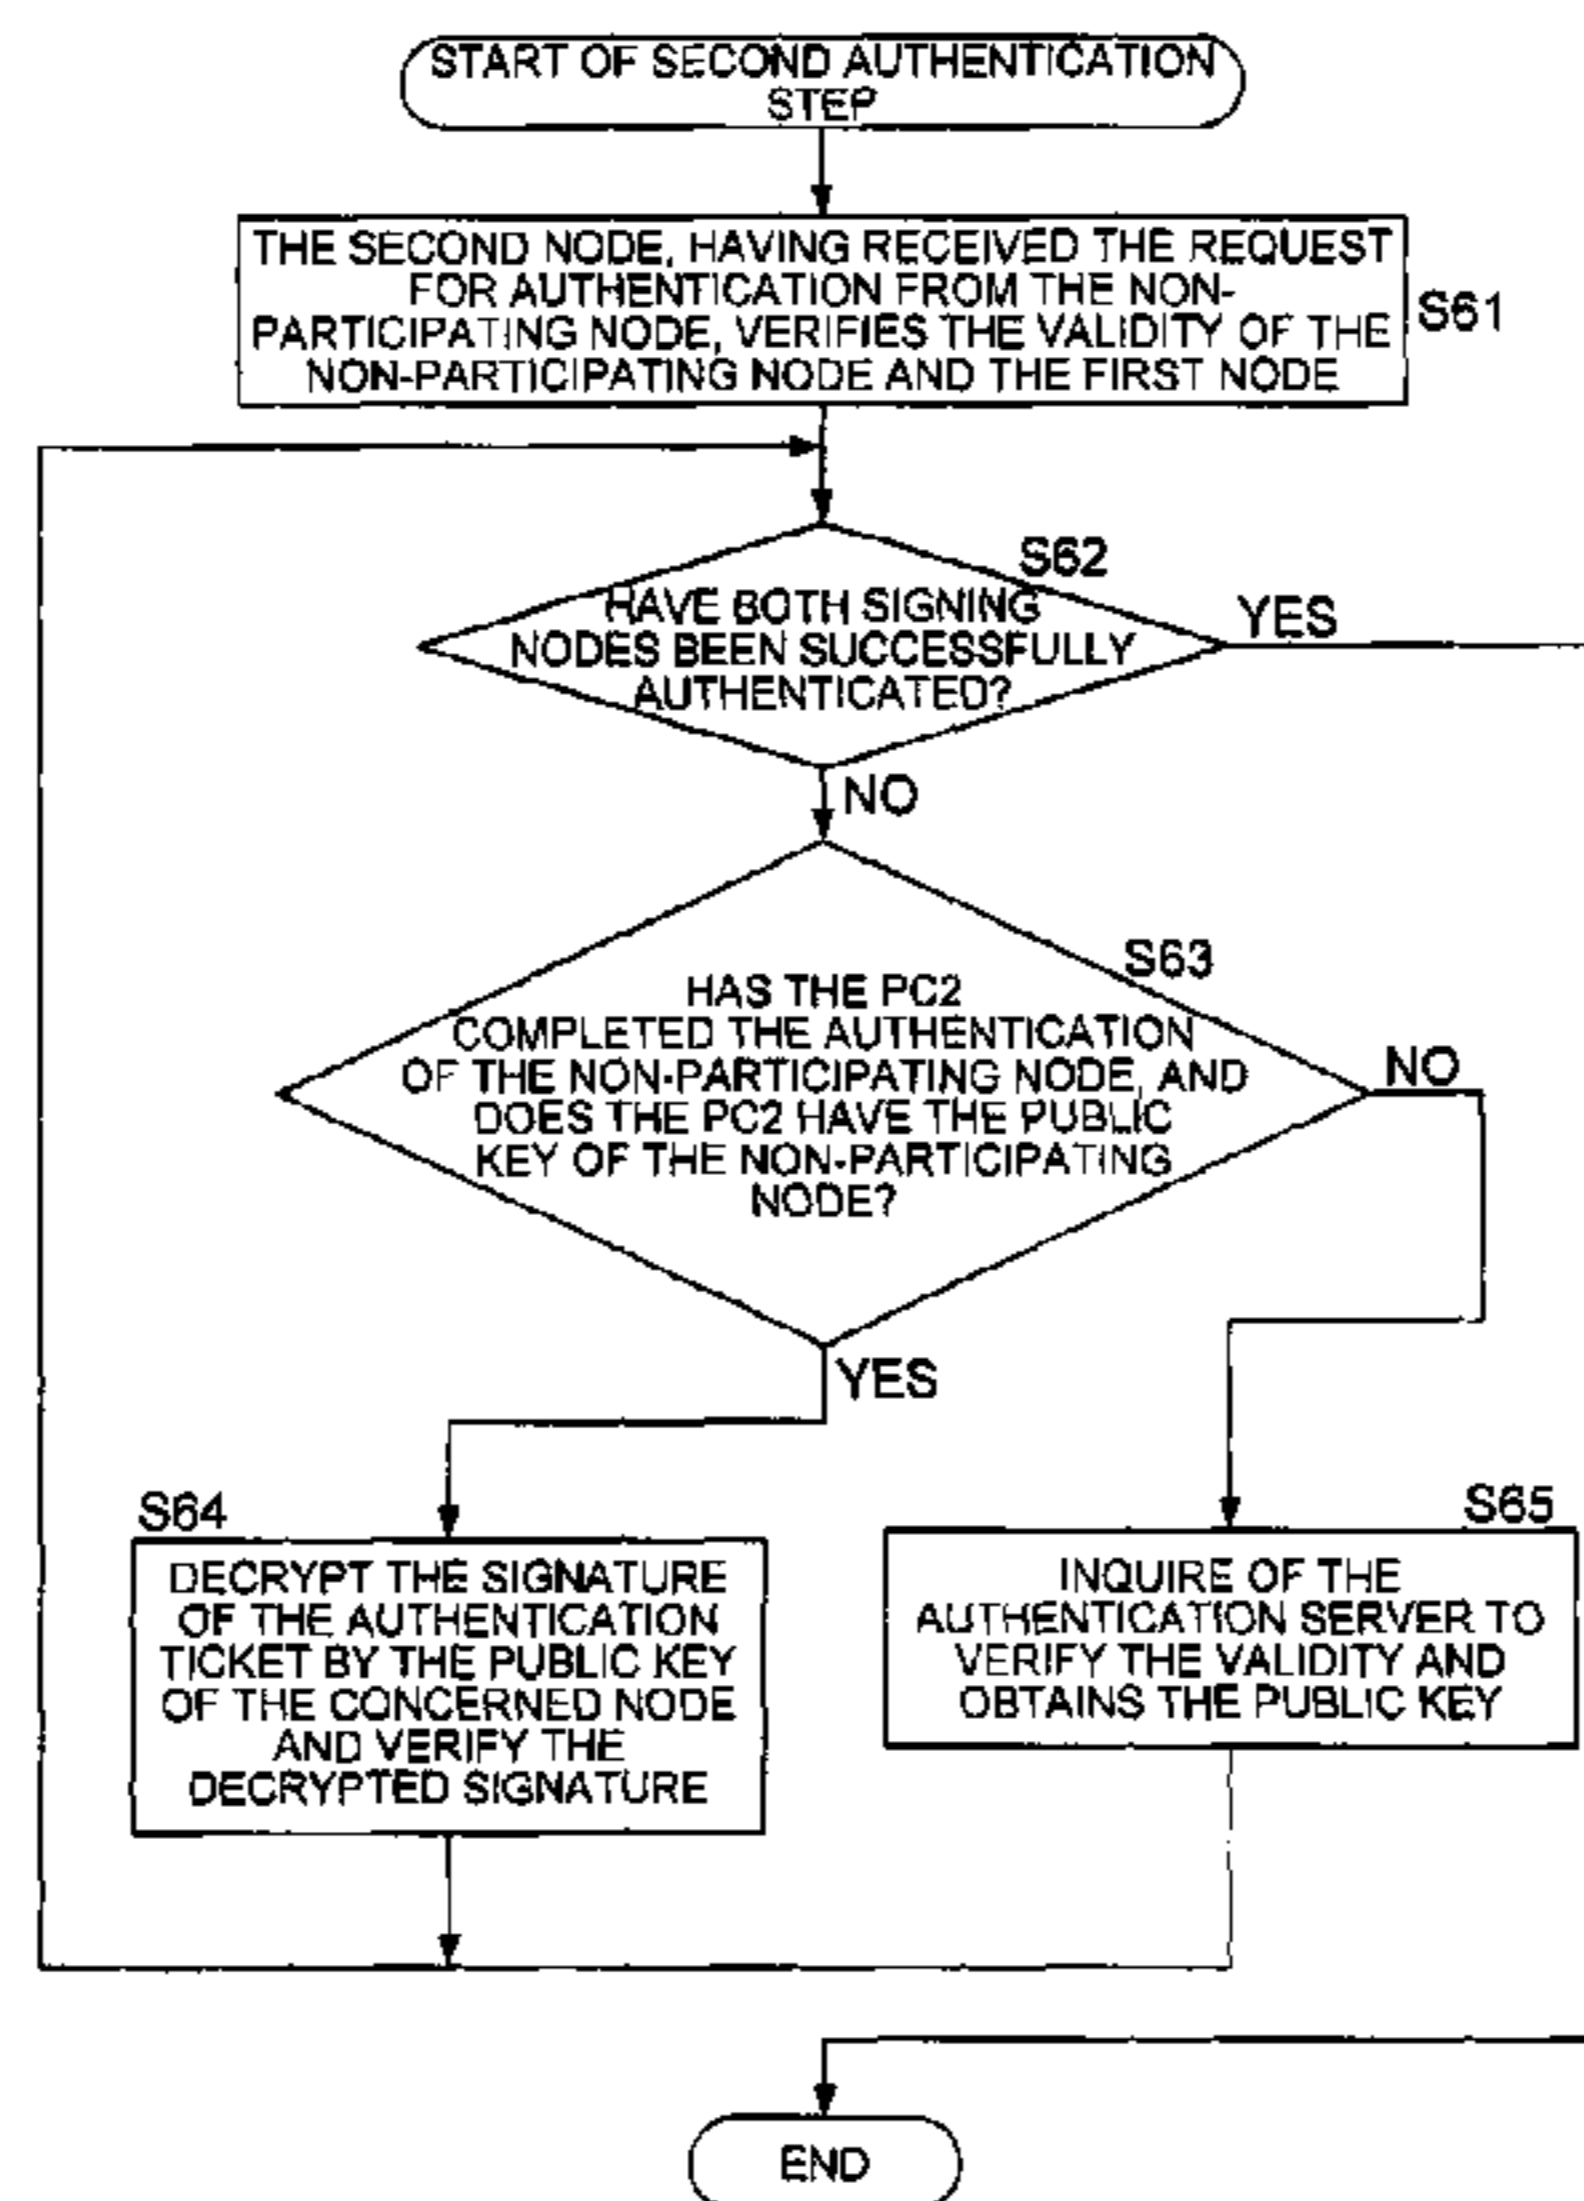 START OF SECOND AUTHENTICATION
STEP
THE SECOND NODE, HAVING RECEIVED THE REQUEST
FOR AUTHENTICATION FROM THE NON-
PARTICIPATING NODE, VERIFIES THE VALIDITY OF THE
NON-PARTICIPATING NODE AND THE FIRST NODE
S61
S62
HAVE BOTH SIGNING
NODES BEEN SUCCESSFULLY
AUTHENTICATED?
YES
NO
S63
HAS THE PC2
COMPLETED THE AUTHENTICATION
OF THE NON-PARTICIPATING NODE, AND
DOES THE PC2 HAVE THE PUBLIC
KEY OF THE NON-PARTICIPATING
NODE?
NO
YES
S64
DECRYPT THE SIGNATURE
OF THE AUTHENTICATION
TICKET BY THE PUBLIC KEY
OF THE CONCERNED NODE
AND VERIFY THE
DECRYPTED SIGNATURE
S65
INQUIRE OF THE
AUTHENTICATION SERVER TO
VERIFY THE VALIDITY AND
OBTAINS THE PUBLIC KEY
END